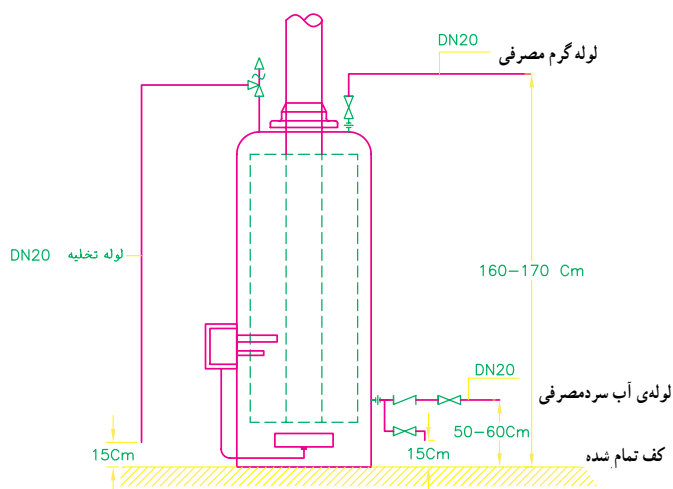 DN20
لوله گرم مصرفی
DN20 لوله تخلیه
160-170 Cm
DN20
لوله‌ی آب سردمصرفی
50-60Cm
15Cm
15Cm
کف تمام شده